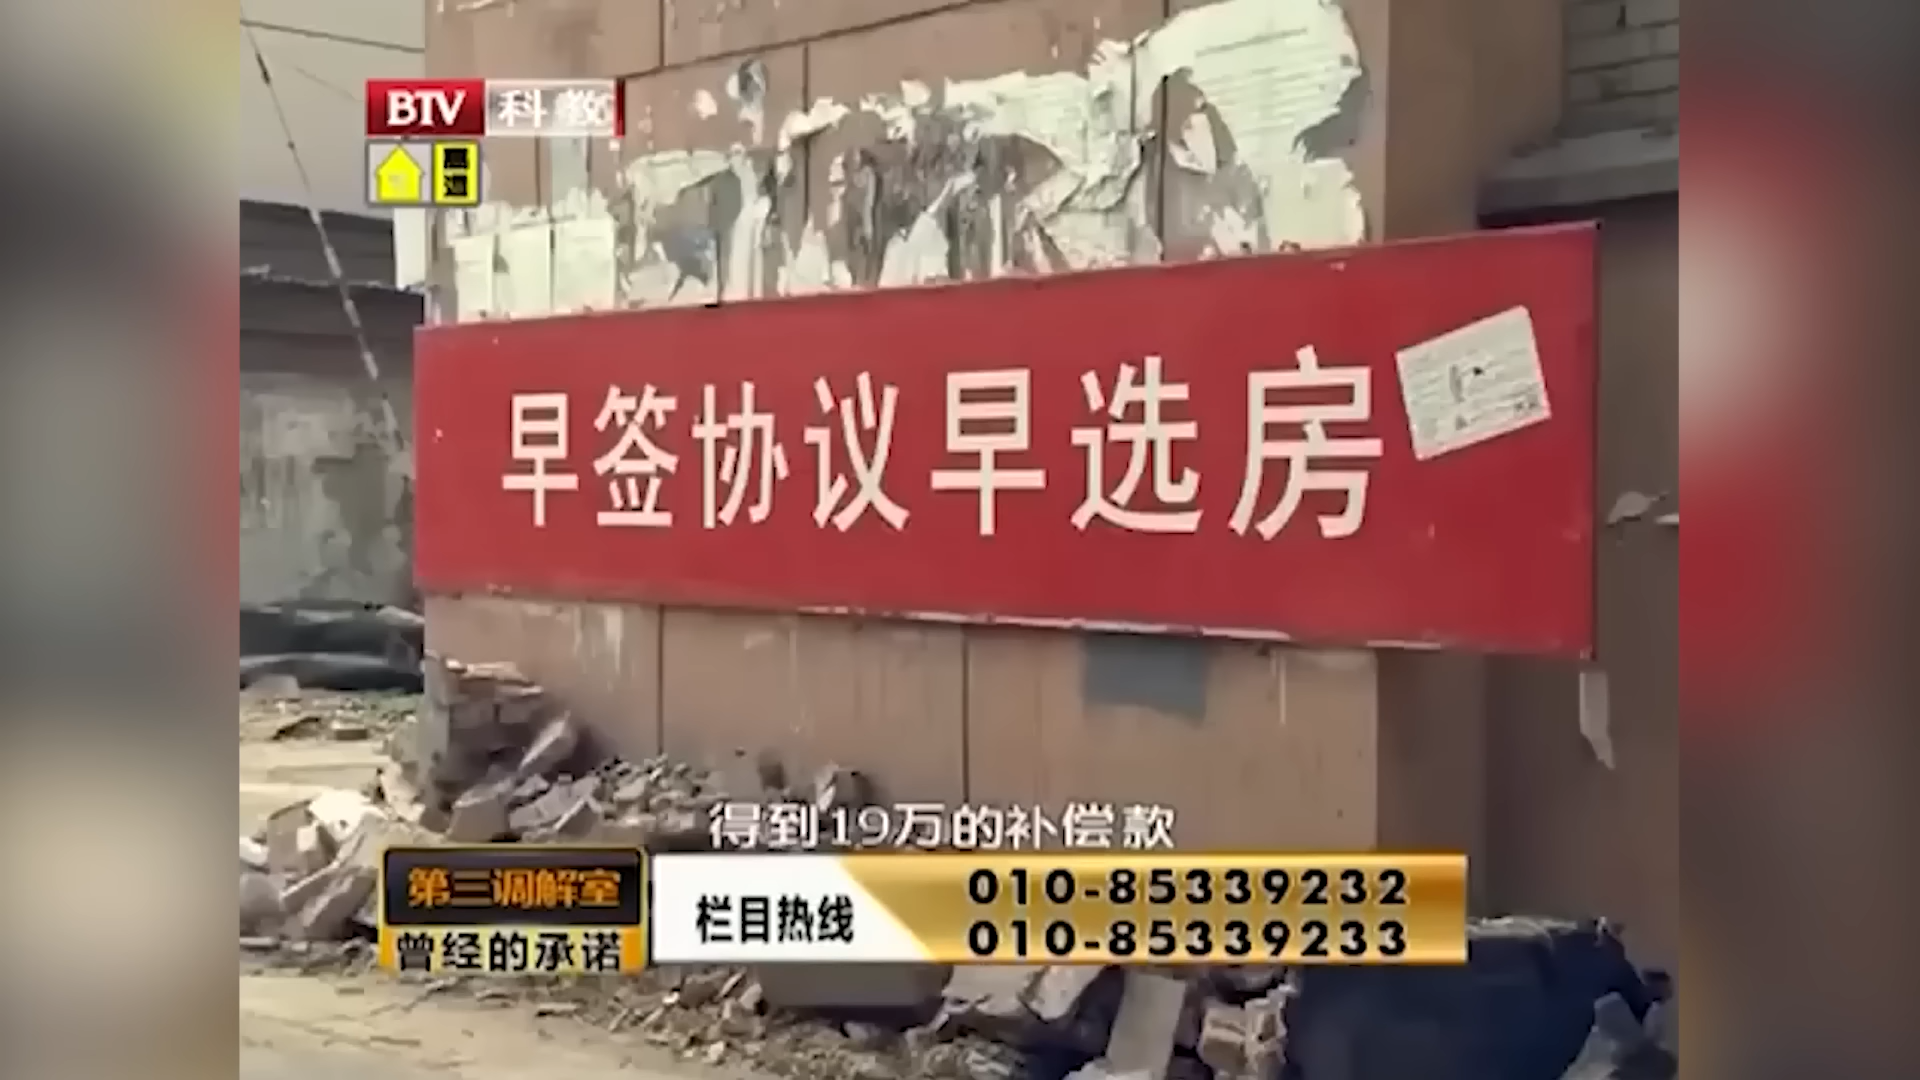 BTV 科教
早签协议早选房
得到19万的补偿款
第三调解室
曾经的承诺
栏目热线
010-85339232
010-85339233